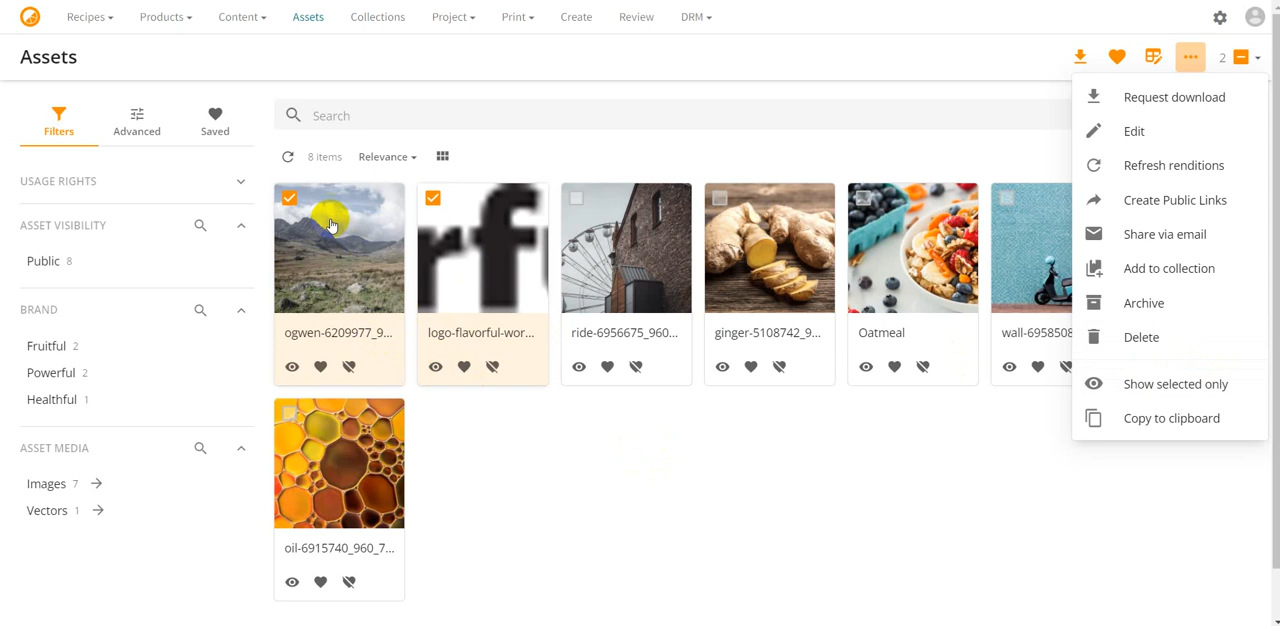 Recipes Products Content Assets Collections Project Print Create Review DRM
Assets
2
Filters Advanced Saved
Search
8 items Relevance
USAGE RIGHTS
ASSET VISIBILITY
Public 8
BRAND
Fruitful 2
Powerful 2
Healthful 1
ASSET MEDIA
Images 7
Vectors 1
rf
ogwen-6209977_9... logo-flavorful-wor... ride-6956675_960... ginger-5108742_9... Oatmeal wall-6958508
oil-6915740_960_7...
Request download
Edit
Refresh renditions
Create Public Links
Share via email
Add to collection
Archive
Delete
Show selected only
Copy to clipboard